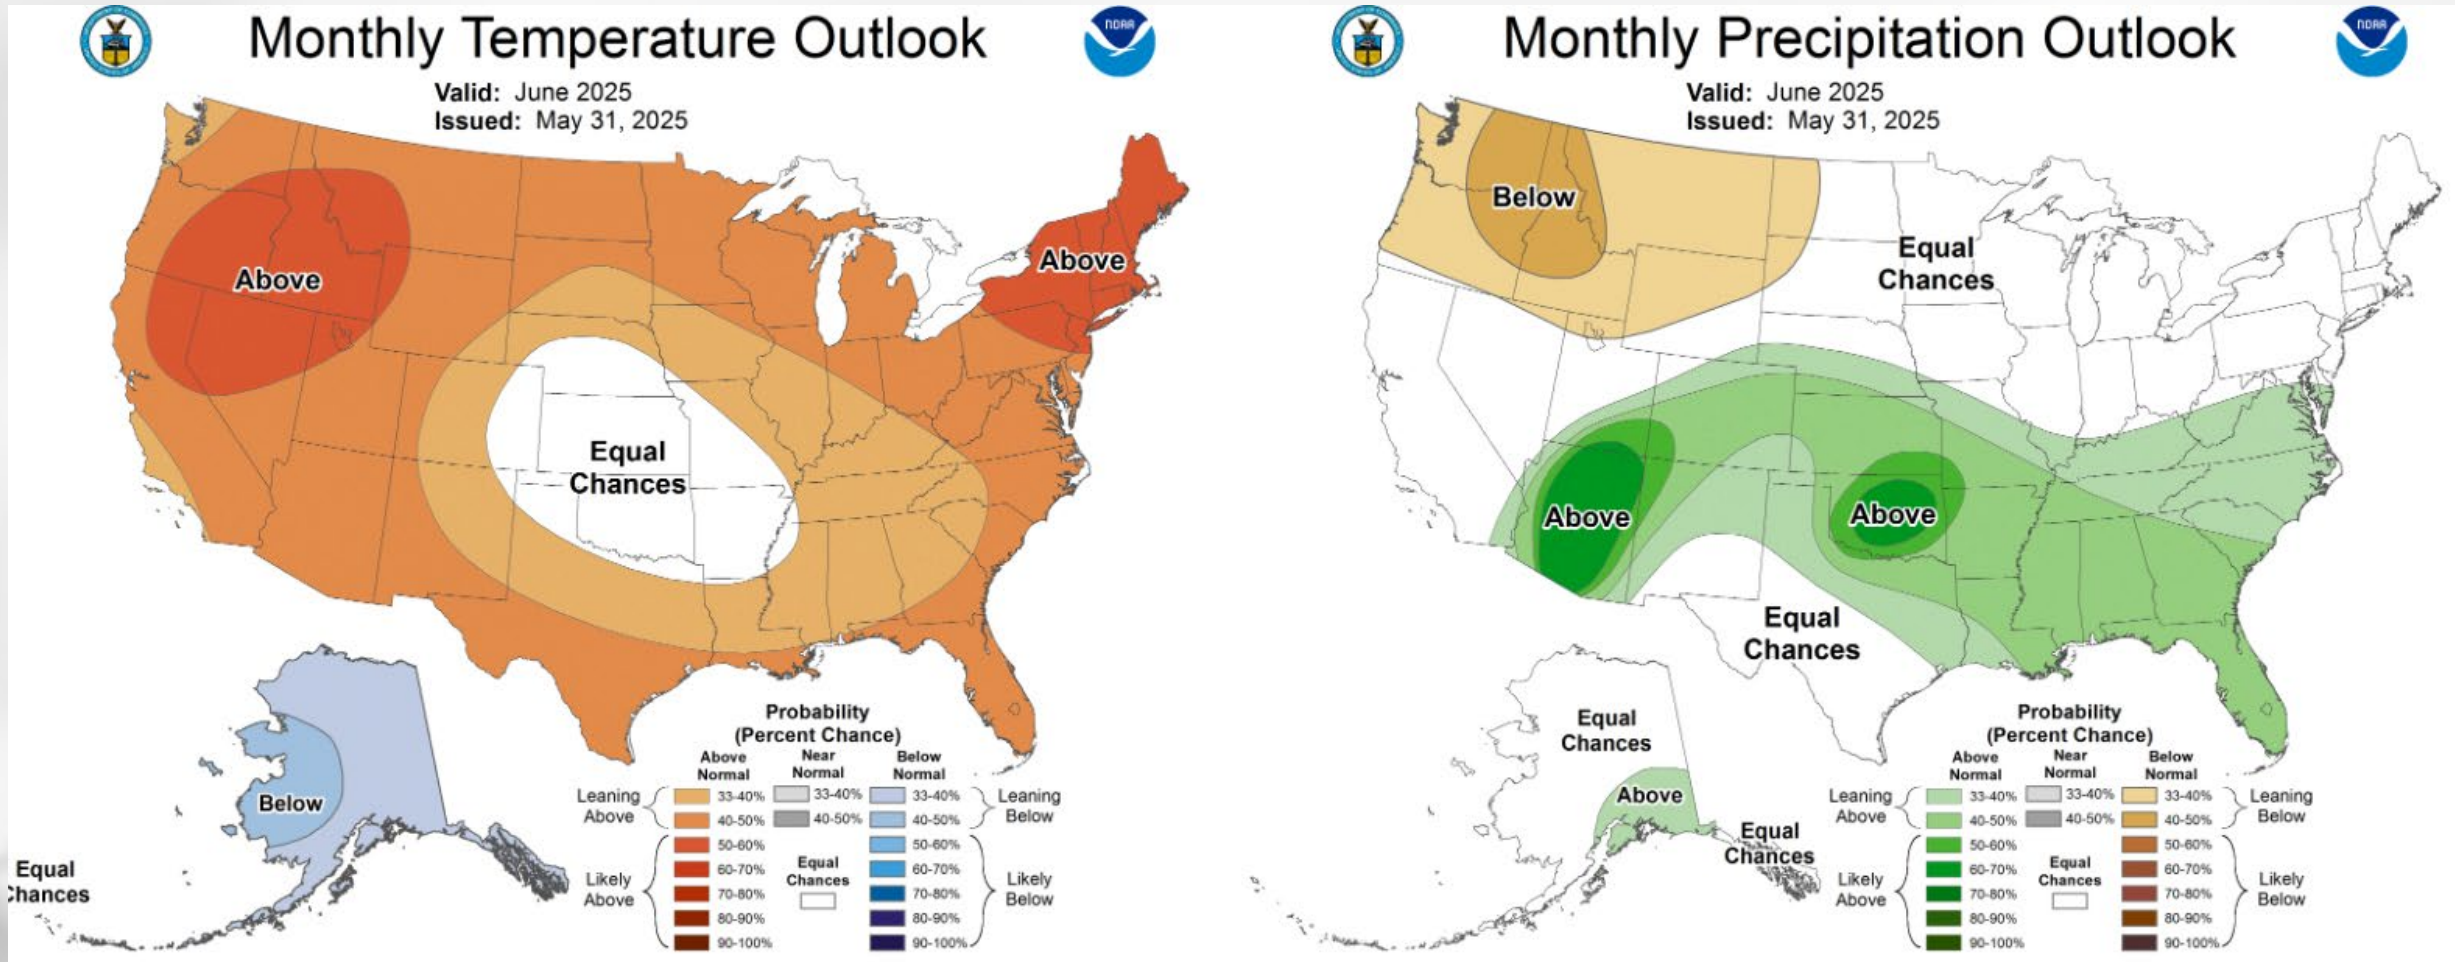 Monthly Temperature Outlook
NOAA
Valid: June 2025
Issued: May 31, 2025
Above
Above
Equal
Chances
Below
Equal
Chances
Probability
(Percent Chance)
Above
Normal
Near
Normal
Below
Normal
Leaning
Above
33-40%
33-40%
33-40%
Leaning
Below
40-50%
40-50%
40-50%
50-60%
50-60%
60-70%
Equal
Chances
60-70%
Likely
Above
70-80%
70-80%
Likely
Below
80-90%
80-90%
90-100%
90-100%
Monthly Precipitation Outlook
NOAA
Valid: June 2025
Issued: May 31, 2025
Below
Equal
Chances
Above
Above
Equal
Chances
Equal
Chances
Above
Equal
Chances
Probability
(Percent Chance)
Above
Normal
Near
Normal
Below
Normal
Leaning
Above
33-40%
33-40%
33-40%
Leaning
Below
40-50%
40-50%
40-50%
50-60%
50-60%
60-70%
Equal
Chances
60-70%
Likely
Above
70-80%
70-80%
Likely
Below
80-90%
80-90%
90-100%
90-100%